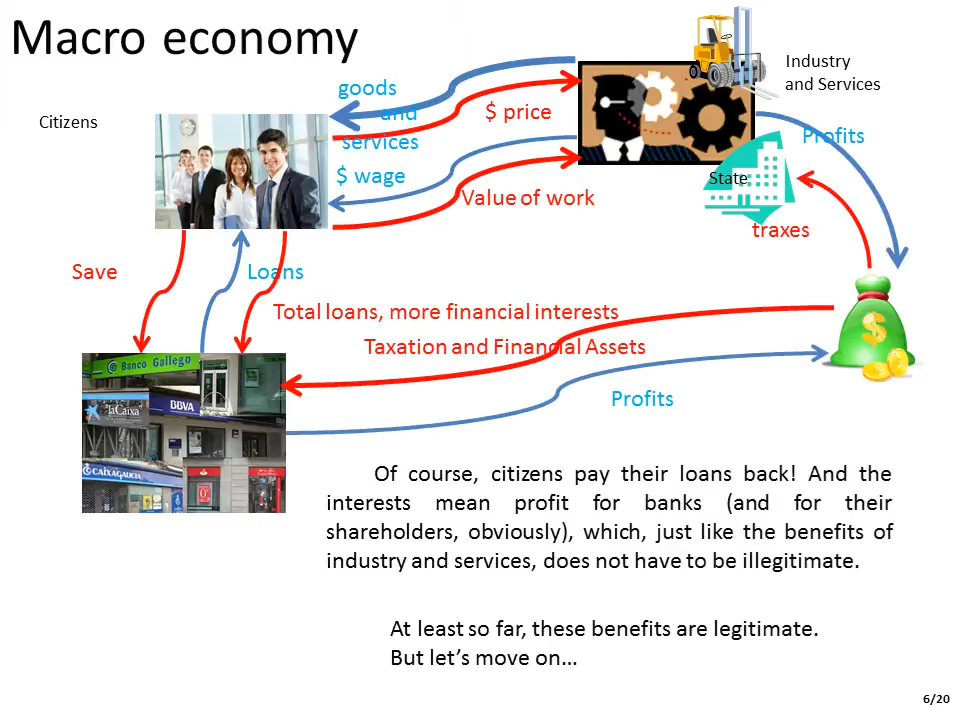 Macro economy
Industry
and Services
goods
and
services
$ price
Citizens
Profits
$ wage
State
Value of work
traxes
Save
Loans
Total loans, more financial interests
Taxation and Financial Assets
Banco Gallego
"laCaixa"
BBVA
CAIXAGALICIA
Profits
Of course, citizens pay their loans back! And the
interests mean profit for banks (and for their
shareholders, obviously), which, just like the benefits of
industry and services, does not have to be illegitimate.
At least so far, these benefits are legitimate.
But let's move on…
6/20